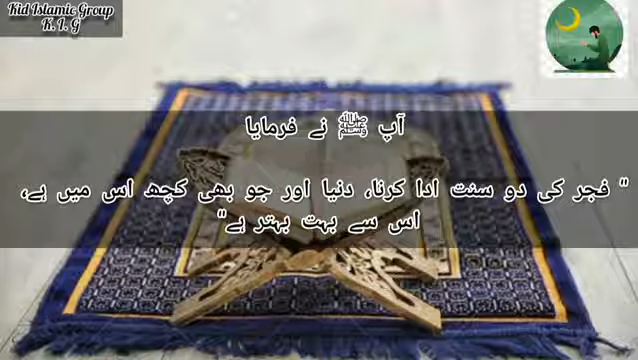 Kid Islamic Group
K. I. G
آپ ﷺ نے فرمایا
" فجر کی دو سنت ادا کرنا، دنیا اور جو بھی کچھ اس میں ہے،
اس سے بہت بہتر ہے"